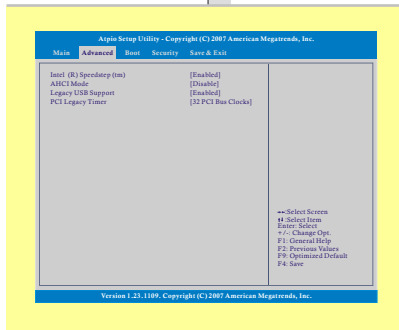 Atpio Setup Utility - Copyright (C) 2007 American Megatrends, Inc.
Main Advanced Boot Security Save & Exit
Intel (R) Speedstep (tm) [Enabled]
AHCI Mode [Disable]
Legacy USB Support [Enabled]
PCI Legacy Timer [32 PCI Bus Clocks]
↔:Select Screen
↕ :Select Item
Enter: Select
+/-: Change Opt.
F1: General Help
F2: Previous Values
F9: Optimized Default
F4: Save
Version 1.23.1109. Copyright (C) 2007 American Megatrends, Inc.